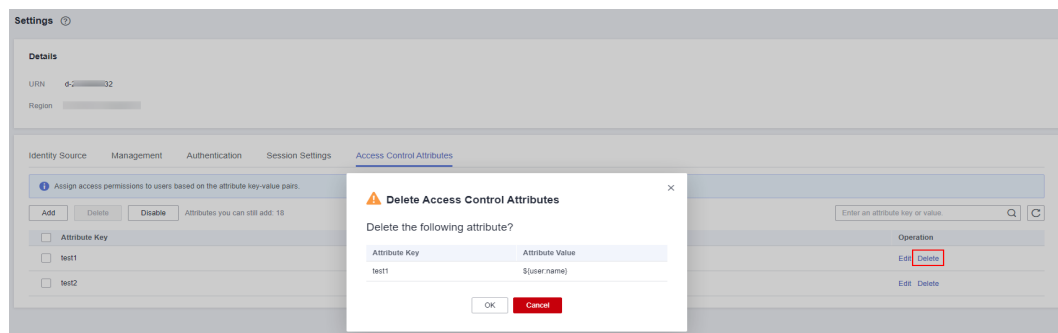 Settings
Details
URN d-2 32
Region
Identity Source Management Authentication Session Settings Access Control Attributes
Assign access permissions to users based on the attribute key-value pairs.
Add Delete Disable Attributes you can still add: 18 Enter an attribute key or value.
Attribute Key Operation
test1 Edit Delete
test2 Edit Delete
Delete Access Control Attributes
Delete the following attribute?
Attribute Key Attribute Value
test1 ${user:name}
OK Cancel